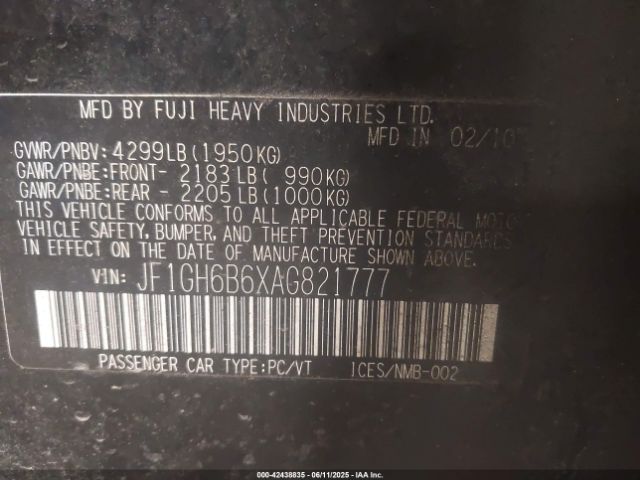 MFD BY FUJI HEAVY INDUSTRIES LTD.
MFD IN 02/10
GVWR/PNBV: 4299LB (1950KG)
GAWR/PNBE: FRONT- 2183 LB ( 990KG)
GAWR/PNBE: REAR - 2205 LB (1000KG)
THIS VEHICLE CONFORMS TO ALL APPLICABLE FEDERAL MOTOR
VEHICLE SAFETY, BUMPER, AND THEFT PREVENTION STANDARDS
IN EFFECT ON THE DATE OF MANUFACTURE SHOWN ABOVE.
VIN: JF1GH6B6XAG821777
PASSENGER CAR TYPE:PC/VT ICES/NMB-002
000-42438835 - 06/11/2025 - IAA Inc.